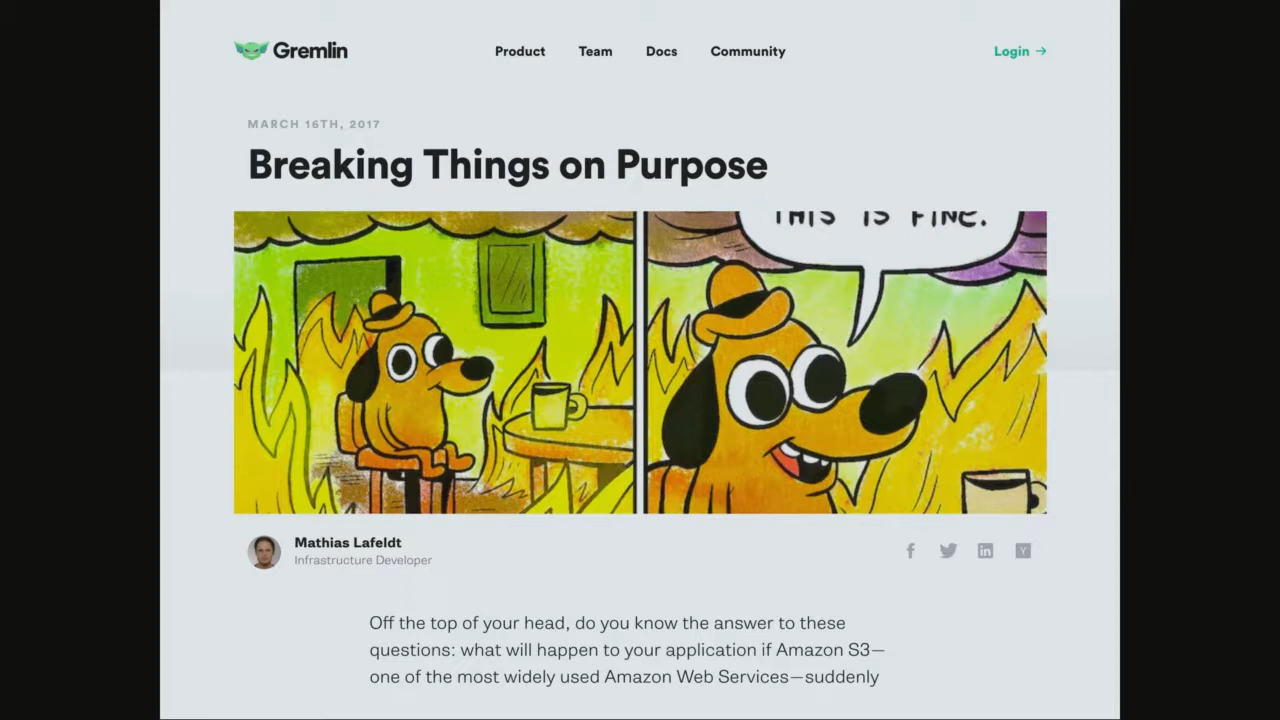 Gremlin
Product Team Docs Community
Login →
MARCH 16TH, 2017
Breaking Things on Purpose
THIS IS FINE.
Mathias Lafeldt
Infrastructure Developer
Off the top of your head, do you know the answer to these
questions: what will happen to your application if Amazon S3—
one of the most widely used Amazon Web Services—suddenly